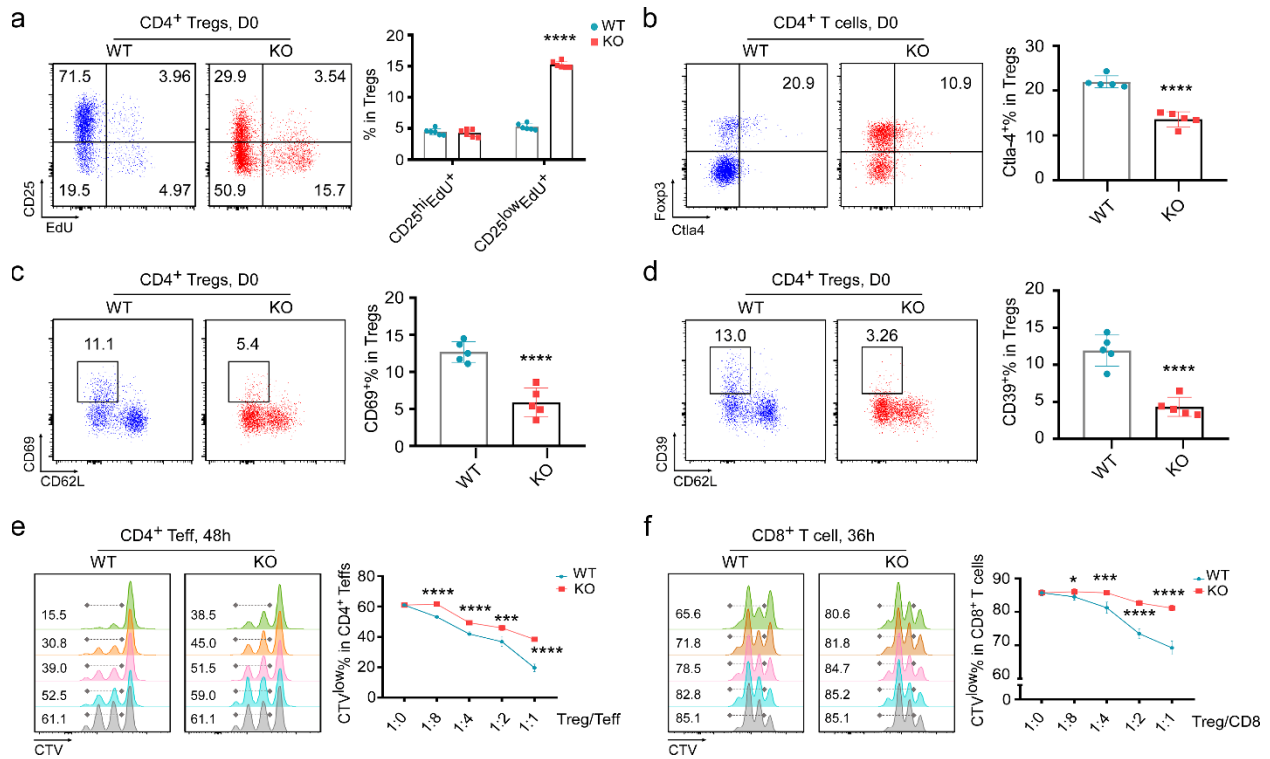 a
CD4+ Tregs, D0
WT KO
71.5 3.96 29.9 3.54
19.5 4.97 50.9 15.7
CD25
EdU
WT
KO
% in Tregs
20
15
10
5
0
****
CD25hiEdU+
CD25lowEdU+
b
CD4+ T cells, D0
WT KO
20.9 10.9
Foxp3
Ctla4
Ctla-4+% in Tregs
30
20
10
0
****
WT KO
c
CD4+ Tregs, D0
WT KO
11.1 5.4
CD69
CD62L
CD69+% in Tregs
20
15
10
5
0
****
WT KO
d
CD4+ Tregs, D0
WT KO
13.0 3.26
CD39
CD62L
CD39+% in Tregs
20
15
10
5
0
****
WT KO
e
CD4+ Teff, 48h
WT KO
15.5 38.5
30.8 45.0
39.0 51.5
52.5 59.0
61.1 61.1
CTV
CTVlow% in CD4+ Teffs
80
60
40
20
0
**** **** *** ****
WT
KO
1:0 1:8 1:4 1:2 1:1 Treg/Teff
f
CD8+ T cell, 36h
WT KO
65.6 80.6
71.8 81.8
78.5 84.7
82.8 85.2
85.1 85.1
CTV
CTVlow% in CD8+ T cells
90
80
70
60
0
* *** **** ****
WT
KO
1:0 1:8 1:4 1:2 1:1 Treg/CD8